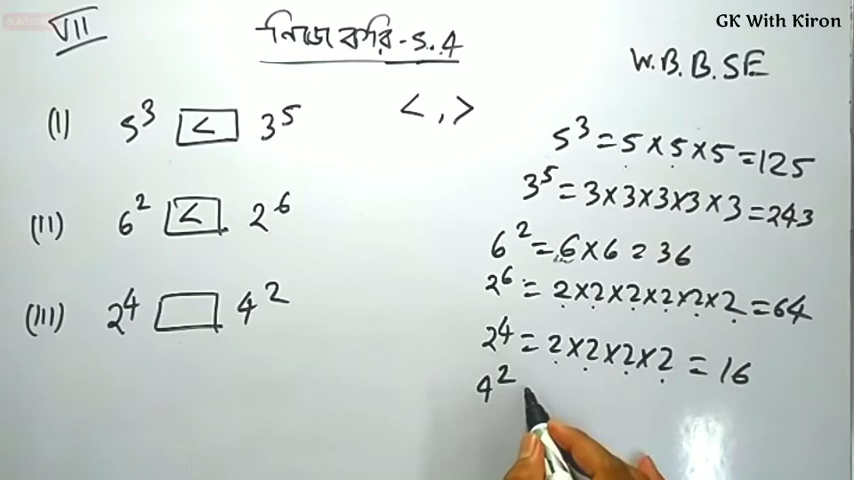 GK With Kiron
VII
নিজে করি-5.4
W.B.B.SE
(I) 5³ < 3⁵
<, >
(II) 6² < 2⁶
(III) 2⁴ 4²
5³ = 5 × 5 × 5 = 125
3⁵ = 3 × 3 × 3 × 3 × 3 = 243
6² = 6 × 6 = 36
2⁶ = 2 × 2 × 2 × 2 × 2 × 2 = 64
2⁴ = 2 × 2 × 2 × 2 = 16
4²